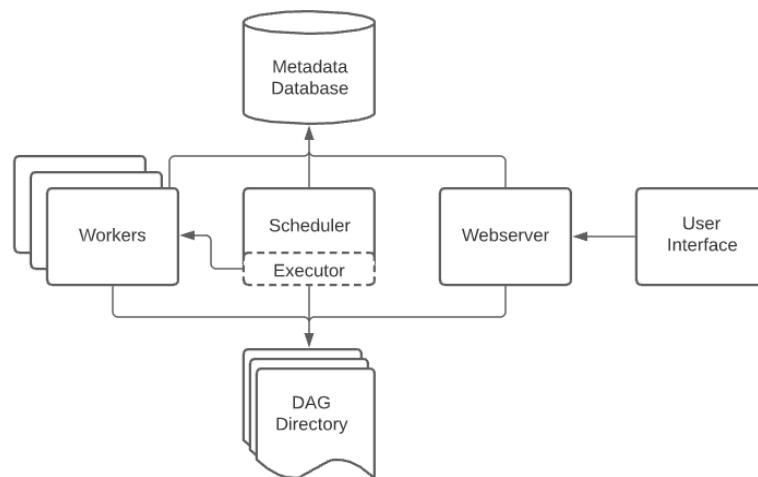 Metadata
Database
Workers
Scheduler
Executor
Webserver
User
Interface
DAG
Directory